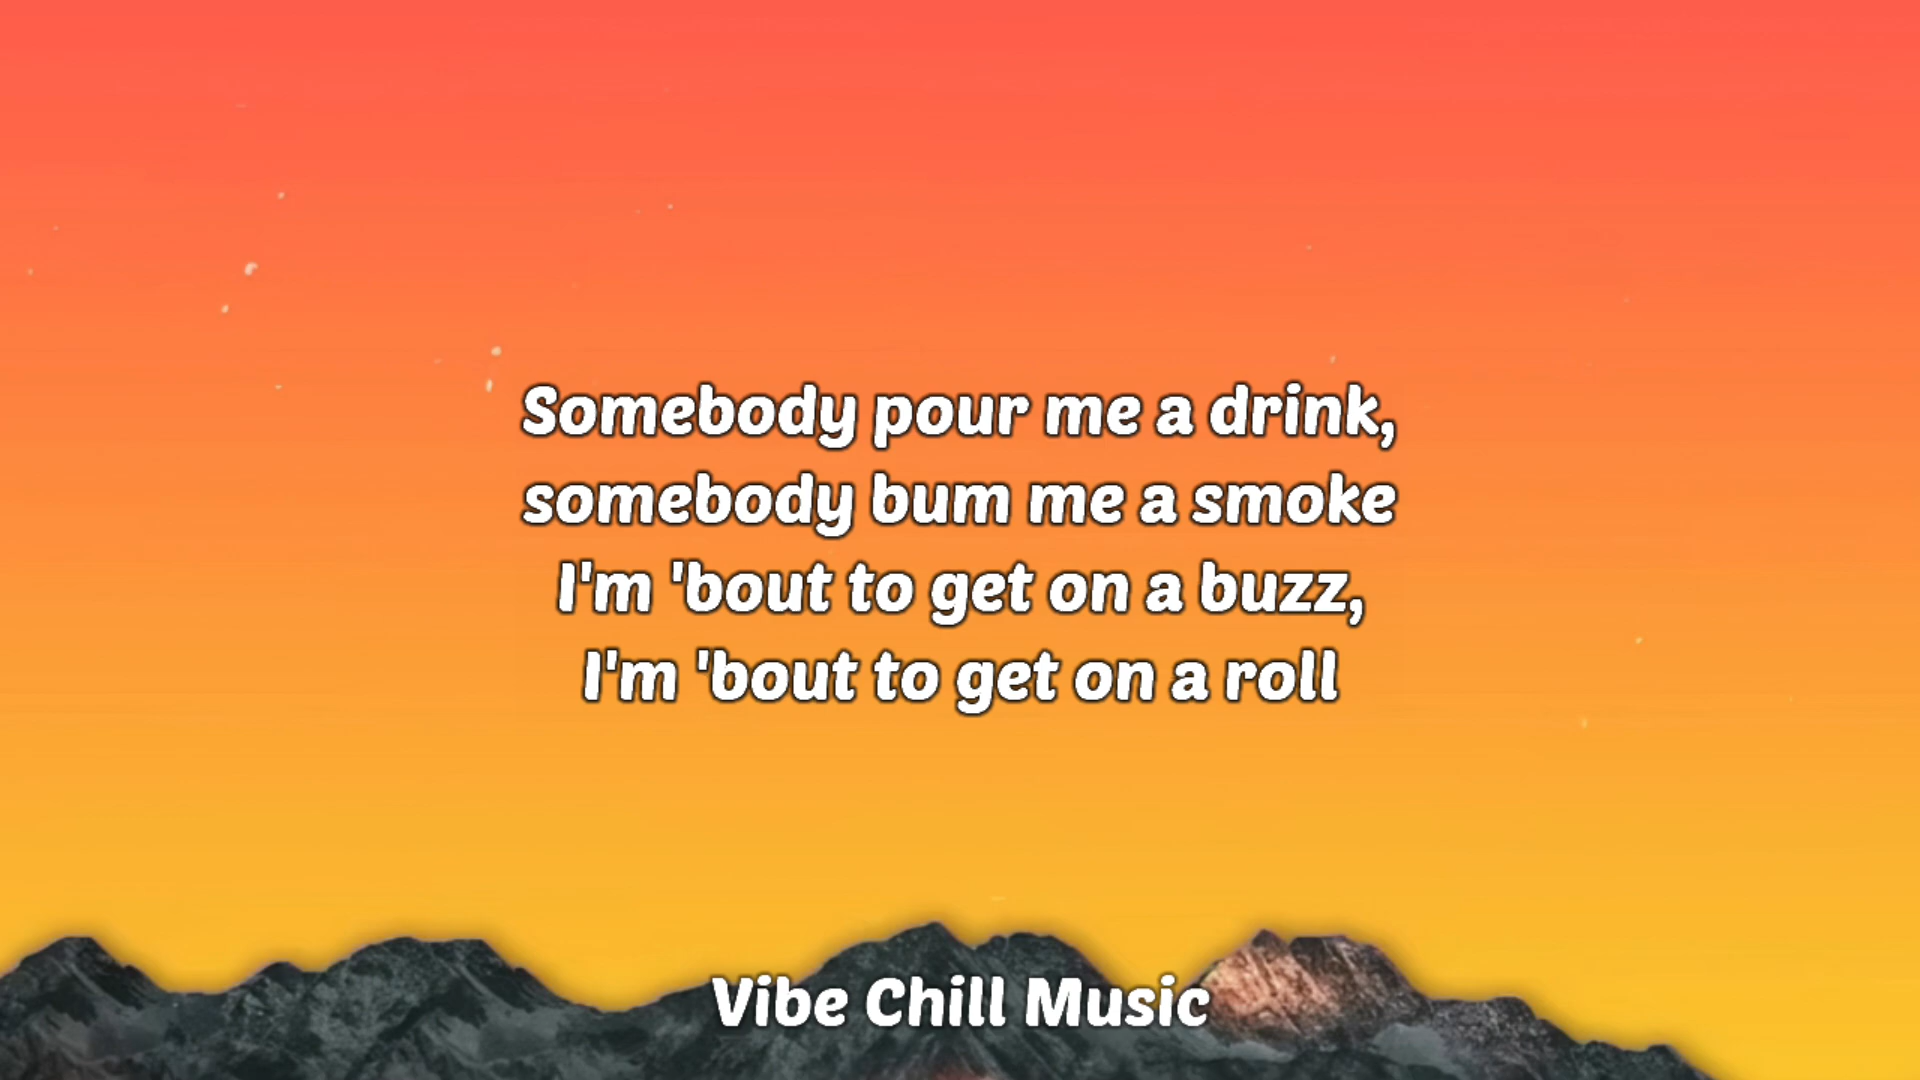 Somebody pour me a drink,
somebody bum me a smoke
I'm 'bout to get on a buzz,
I'm 'bout to get on a roll
Vibe Chill Music